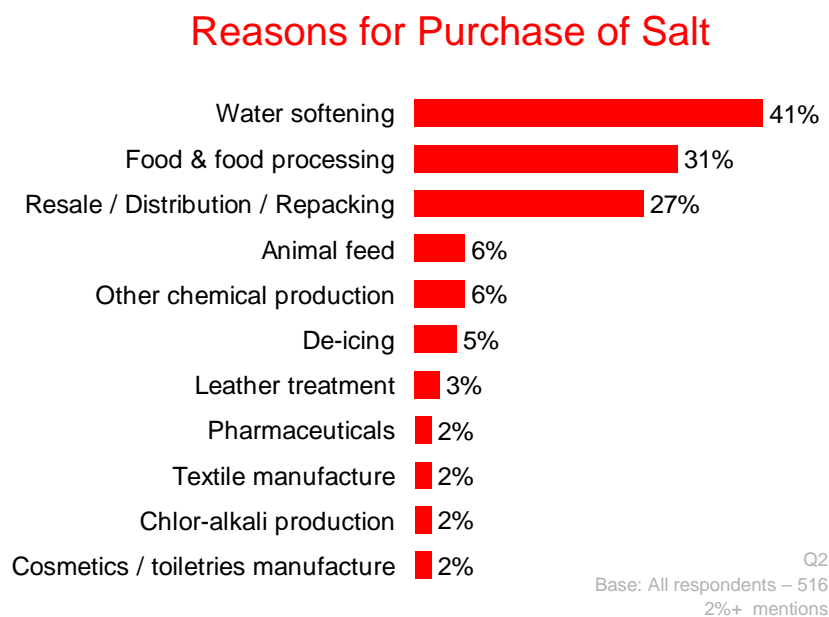 Reasons for Purchase of Salt
Water softening 41%
Food & food processing 31%
Resale / Distribution / Repacking 27%
Animal feed 6%
Other chemical production 6%
De-icing 5%
Leather treatment 3%
Pharmaceuticals 2%
Textile manufacture 2%
Chlor-alkali production 2%
Cosmetics / toiletries manufacture 2%
Q2
Base: All respondents – 516
2%+ mentions